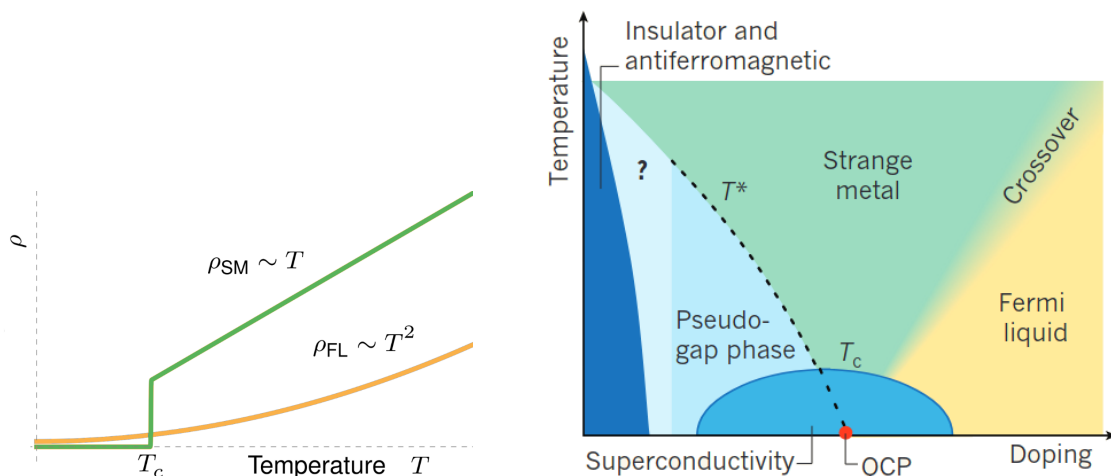 ρ
ρSM ∼ T
ρFL ∼ T²
Tc
Temperature T
Temperature
Insulator and
antiferromagnetic
?
T*
Strange
metal
Crossover
Pseudo-
gap phase
Tc
Fermi
liquid
Superconductivity
QCP
Doping